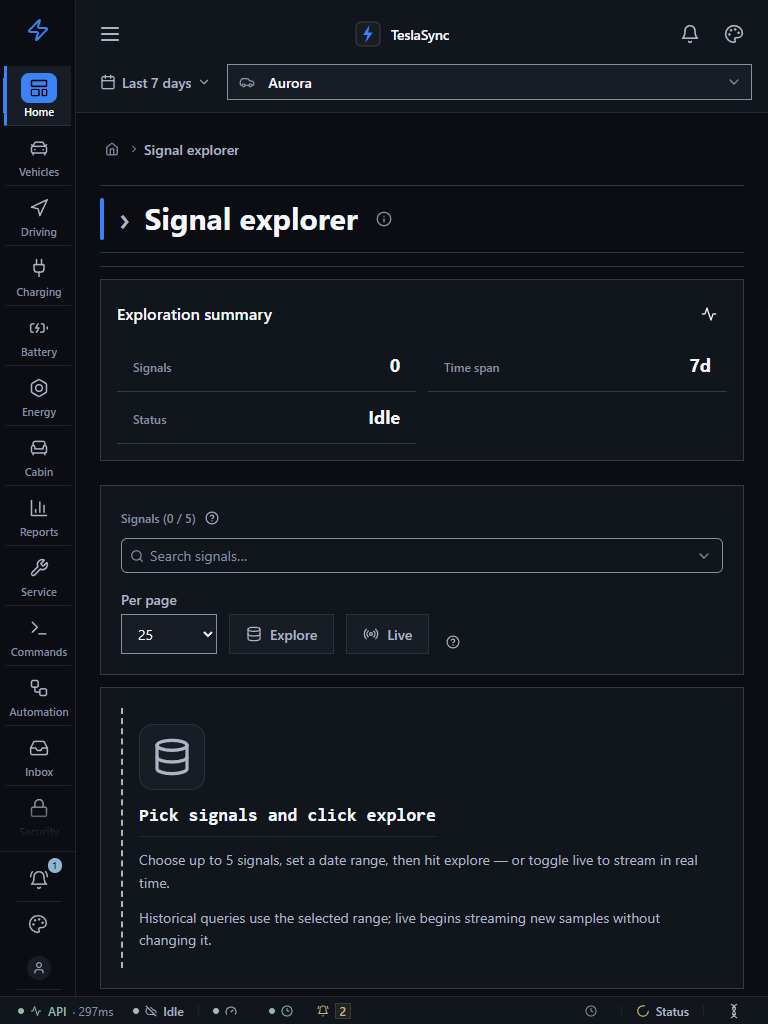 TeslaSync
Last 7 days
Aurora
Home
Vehicles
Driving
Charging
Battery
Energy
Cabin
Reports
Service
Commands
Automation
Inbox
Security
1
Signal explorer
Signal explorer
Exploration summary
Signals 0
Time span 7d
Status Idle
Signals (0 / 5)
Search signals...
Per page
25
Explore
Live
Pick signals and click explore
Choose up to 5 signals, set a date range, then hit explore — or toggle live to stream in real
time.
Historical queries use the selected range; live begins streaming new samples without
changing it.
API · 297ms
Idle
2
Status